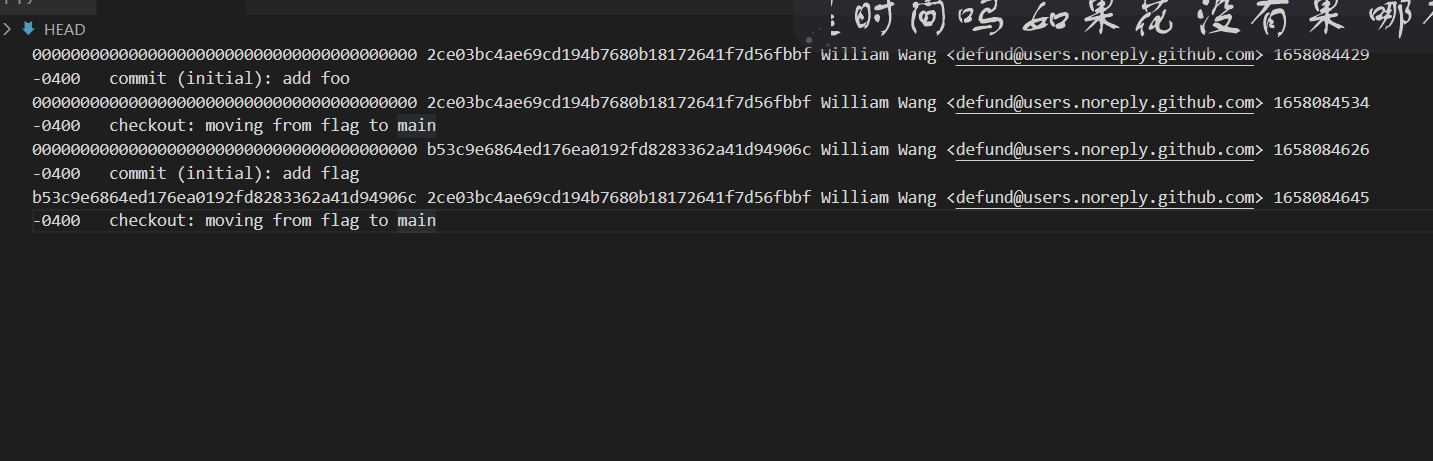 HEAD
时间吗如果花没有果哪
0000000000000000000000000000000000000000 2ce03bc4ae69cd194b7680b18172641f7d56fbbf William Wang <defund@users.noreply.github.com> 1658084429
-0400 commit (initial): add foo
0000000000000000000000000000000000000000 2ce03bc4ae69cd194b7680b18172641f7d56fbbf William Wang <defund@users.noreply.github.com> 1658084534
-0400 checkout: moving from flag to main
0000000000000000000000000000000000000000 b53c9e6864ed176ea0192fd8283362a41d94906c William Wang <defund@users.noreply.github.com> 1658084626
-0400 commit (initial): add flag
b53c9e6864ed176ea0192fd8283362a41d94906c 2ce03bc4ae69cd194b7680b18172641f7d56fbbf William Wang <defund@users.noreply.github.com> 1658084645
-0400 checkout: moving from flag to main